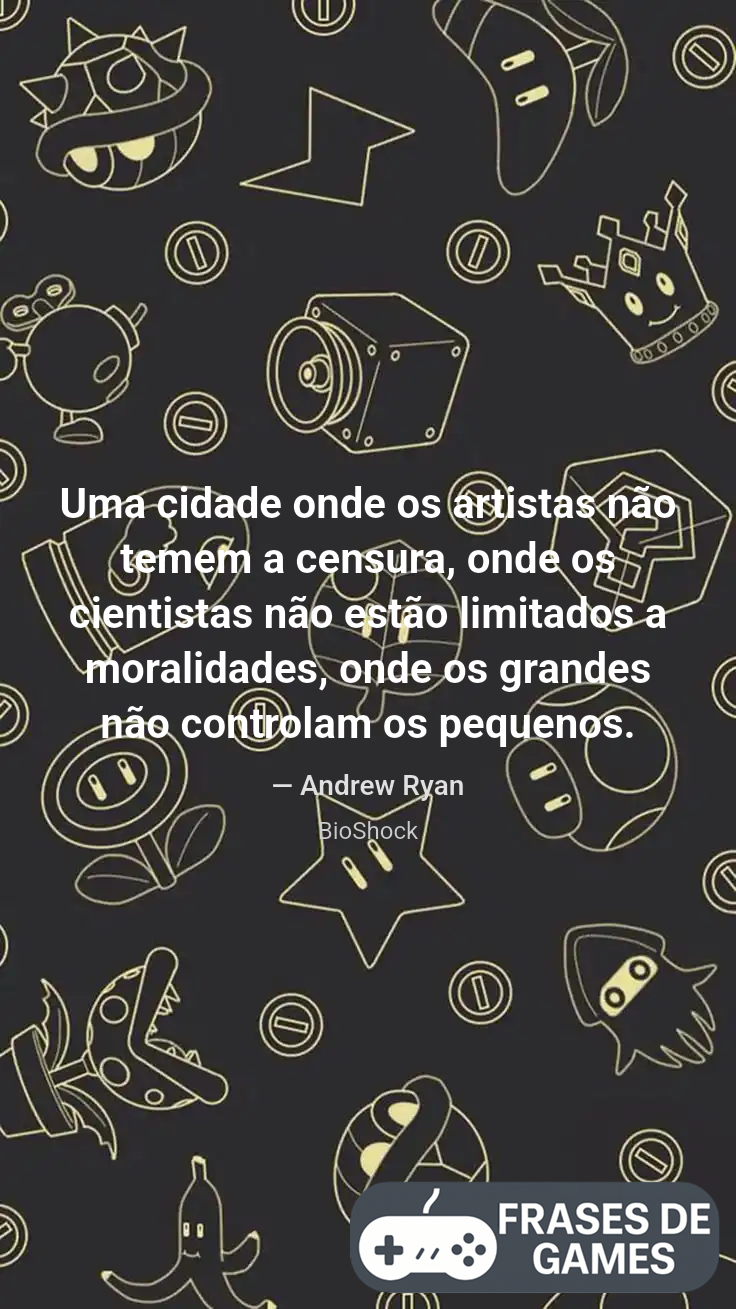 Uma cidade onde os artistas não
temem a censura, onde os
cientistas não estão limitados a
moralidades, onde os grandes
não controlam os pequenos.
— Andrew Ryan
BioShock
FRASES DE
GAMES